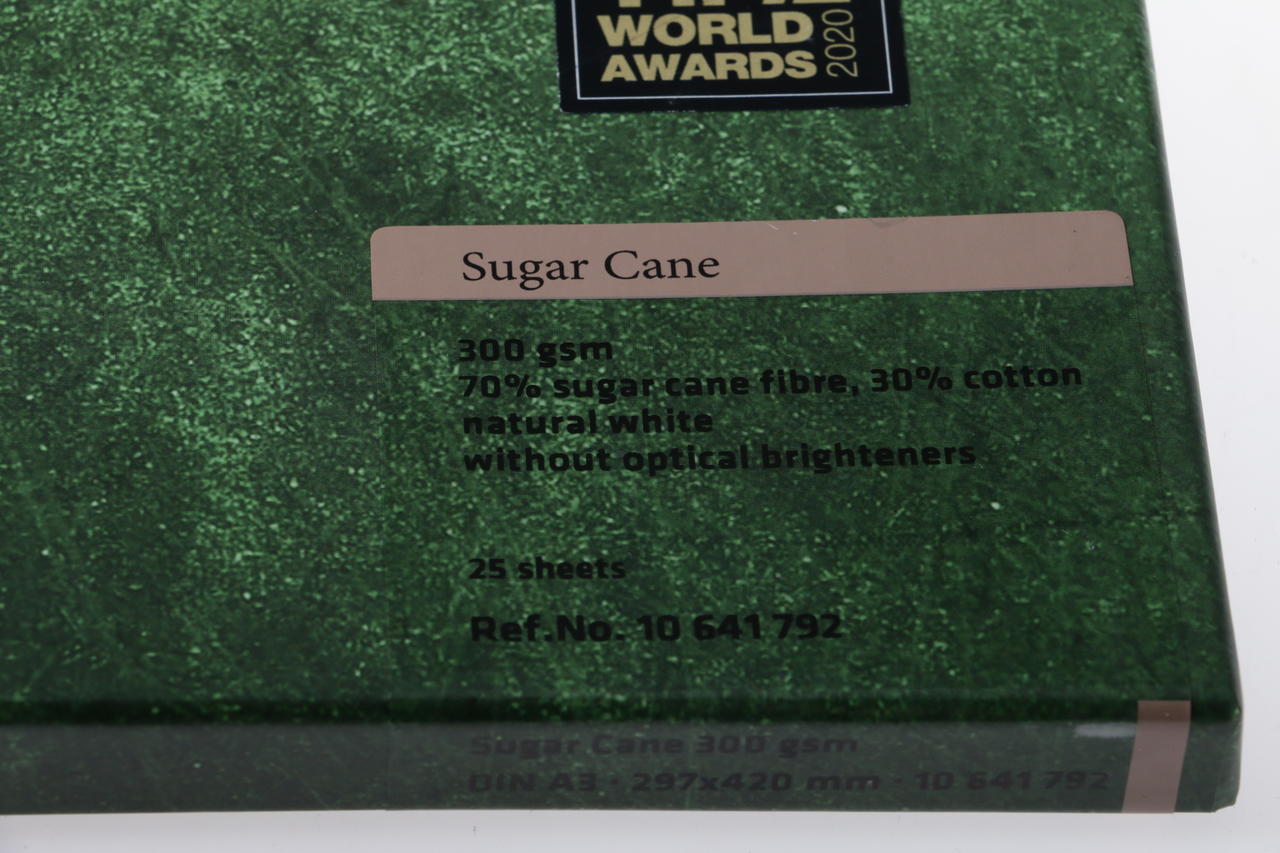 WORLD
AWARDS
2020
Sugar Cane
300 gsm
70% sugar cane fibre, 30% cotton
natural white
without optical brighteners
25 sheets
Ref.No. 10 641 792
Sugar Cane 300 gsm
DIN A3 · 297x420 mm · 10 641 792